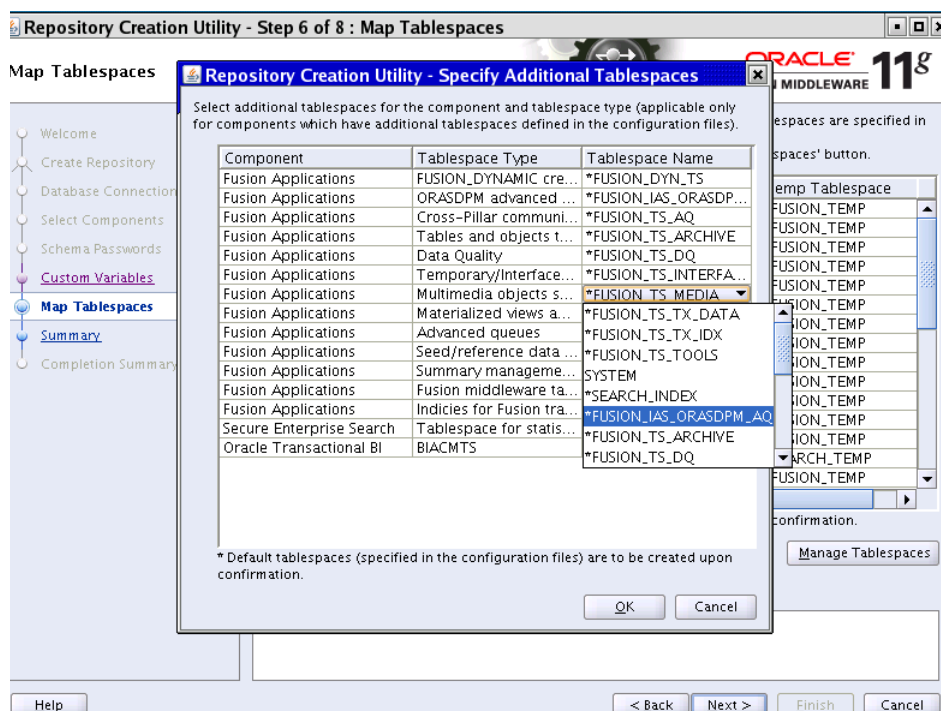 Repository Creation Utility - Step 6 of 8 : Map Tablespaces
Map Tablespaces
ORACLE
MIDDLEWARE
11g
Welcome
Create Repository
Database Connection
Select Components
Schema Passwords
Custom Variables
Map Tablespaces
Summary
Completion Summary
espaces are specified in
spaces' button.
emp Tablespace
FUSION_TEMP
FUSION_TEMP
FUSION_TEMP
FUSION_TEMP
FUSION_TEMP
FUSION_TEMP
SION_TEMP
SION_TEMP
SION_TEMP
SION_TEMP
SION_TEMP
SION_TEMP
SION_TEMP
ARCH_TEMP
FUSION_TEMP
confirmation.
Manage Tablespaces
Repository Creation Utility - Specify Additional Tablespaces
Select additional tablespaces for the component and tablespace type (applicable only
for components which have additional tablespaces defined in the configuration files).
Component Tablespace Type Tablespace Name
Fusion Applications FUSION_DYNAMIC cre... *FUSION_DYN_TS
Fusion Applications ORASDPM advanced ... *FUSION_IAS_ORASDP...
Fusion Applications Cross-Pillar communi... *FUSION_TS_AQ
Fusion Applications Tables and objects t... *FUSION_TS_ARCHIVE
Fusion Applications Data Quality *FUSION_TS_DQ
Fusion Applications Temporary/Interface... *FUSION_TS_INTERFA...
Fusion Applications Multimedia objects s... *FUSION_TS_MEDIA
Fusion Applications Materialized views a...
Fusion Applications Advanced queues
Fusion Applications Seed/reference data ...
Fusion Applications Summary manageme...
Fusion Applications Fusion middleware ta...
Fusion Applications Indicies for Fusion tra...
Secure Enterprise Search Tablespace for statis...
Oracle Transactional BI BIACMTS
*FUSION_TS_TX_DATA
*FUSION_TS_TX_IDX
*FUSION_TS_TOOLS
SYSTEM
*SEARCH_INDEX
*FUSION_IAS_ORASDPM_AQ
*FUSION_TS_ARCHIVE
*FUSION_TS_DQ
* Default tablespaces (specified in the configuration files) are to be created upon
confirmation.
OK Cancel
Help < Back Next > Finish Cancel